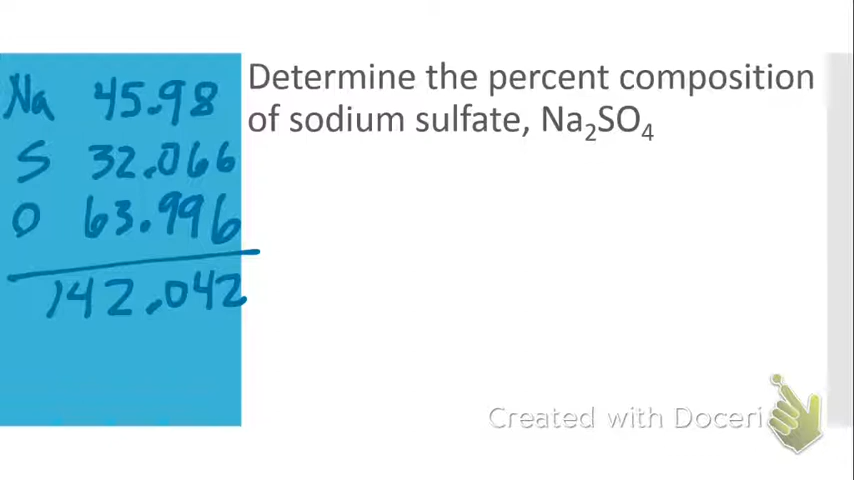 Na 45.98
S 32.066
O 63.996
142.042
Determine the percent composition
of sodium sulfate, Na₂SO₄
Created with Doceri